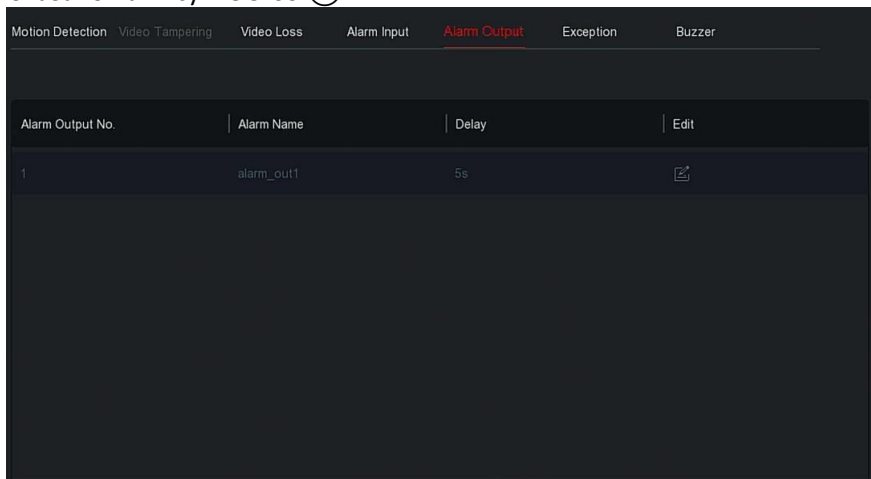 Motion Detection Video Tampering Video Loss Alarm Input Alarm Output Exception Buzzer
Alarm Output No. Alarm Name Delay Edit
1 alarm_out1 5s